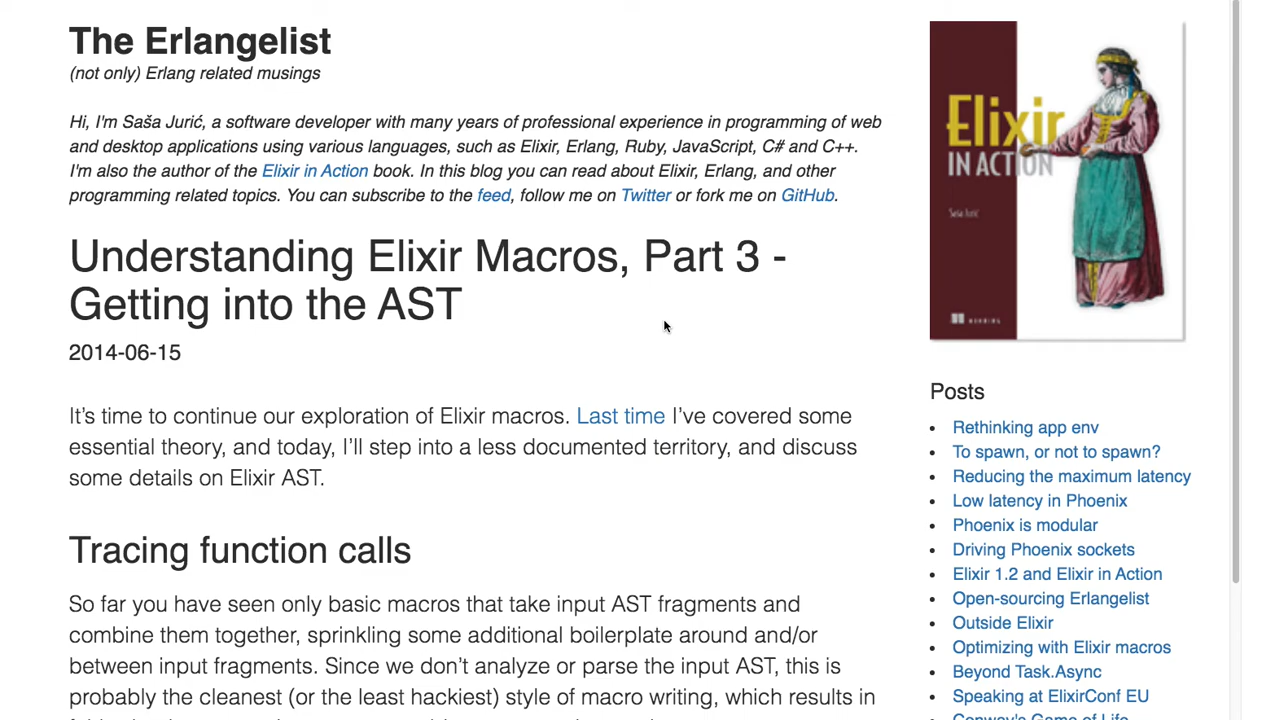 The Erlangelist
(not only) Erlang related musings
Hi, I'm Saša Jurić, a software developer with many years of professional experience in programming of web
and desktop applications using various languages, such as Elixir, Erlang, Ruby, JavaScript, C# and C++.
I'm also the author of the Elixir in Action book. In this blog you can read about Elixir, Erlang, and other
programming related topics. You can subscribe to the feed, follow me on Twitter or fork me on GitHub.
Understanding Elixir Macros, Part 3 -
Getting into the AST
2014-06-15
It’s time to continue our exploration of Elixir macros. Last time I’ve covered some
essential theory, and today, I’ll step into a less documented territory, and discuss
some details on Elixir AST.
Tracing function calls
So far you have seen only basic macros that take input AST fragments and
combine them together, sprinkling some additional boilerplate around and/or
between input fragments. Since we don’t analyze or parse the input AST, this is
probably the cleanest (or the least hackiest) style of macro writing, which results in
Elixir
IN ACTION
Saša Jurić
MANNING
Posts
Rethinking app env
To spawn, or not to spawn?
Reducing the maximum latency
Low latency in Phoenix
Phoenix is modular
Driving Phoenix sockets
Elixir 1.2 and Elixir in Action
Open-sourcing Erlangelist
Outside Elixir
Optimizing with Elixir macros
Beyond Task.Async
Speaking at ElixirConf EU
Conway's Game of Life